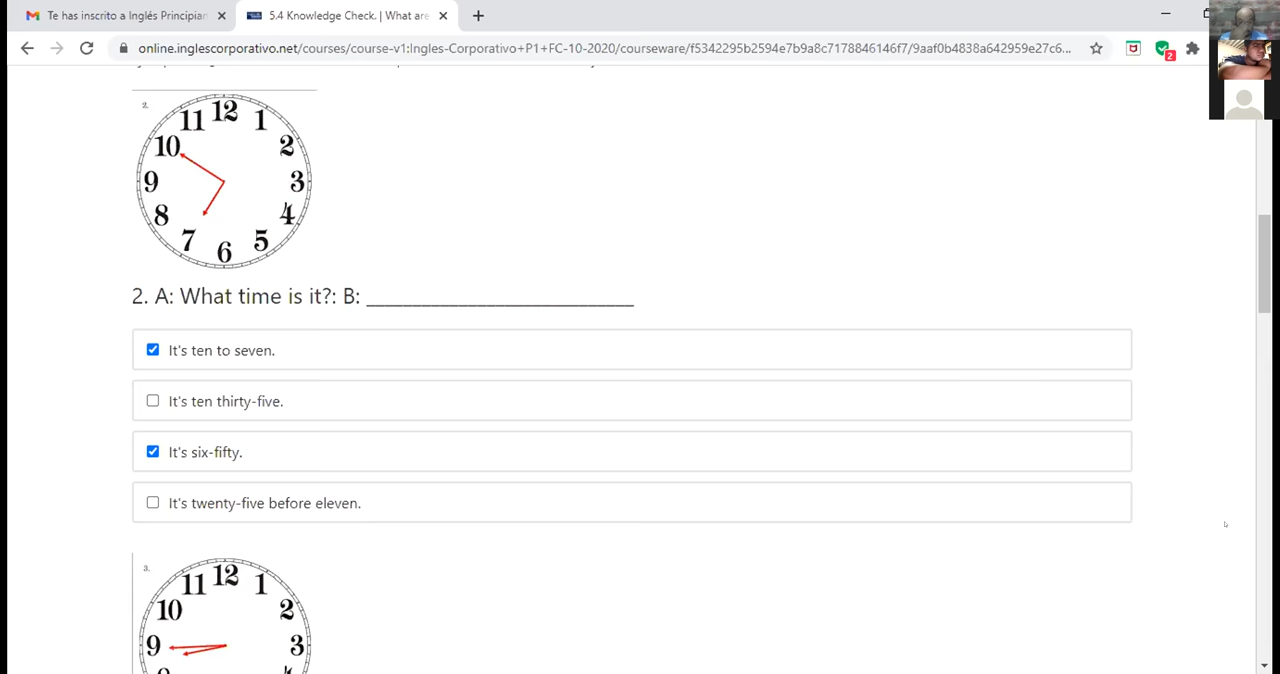 Te has inscrito a Inglés Principian
5.4 Knowledge Check. | What are
online.inglescorporativo.net/courses/course-v1:Ingles-Corporativo+P1+FC-10-2020/courseware/f5342295b2594e7b9a8c7178846146f7/9aaf0b4838a642959e27c6...
2
2.
11 12 1
10 2
9 3
8 4
7 6 5
2. A: What time is it?: B: ___________________________
It's ten to seven.
It's ten thirty-five.
It's six-fifty.
It's twenty-five before eleven.
3.
11 12 1
10 2
9 3